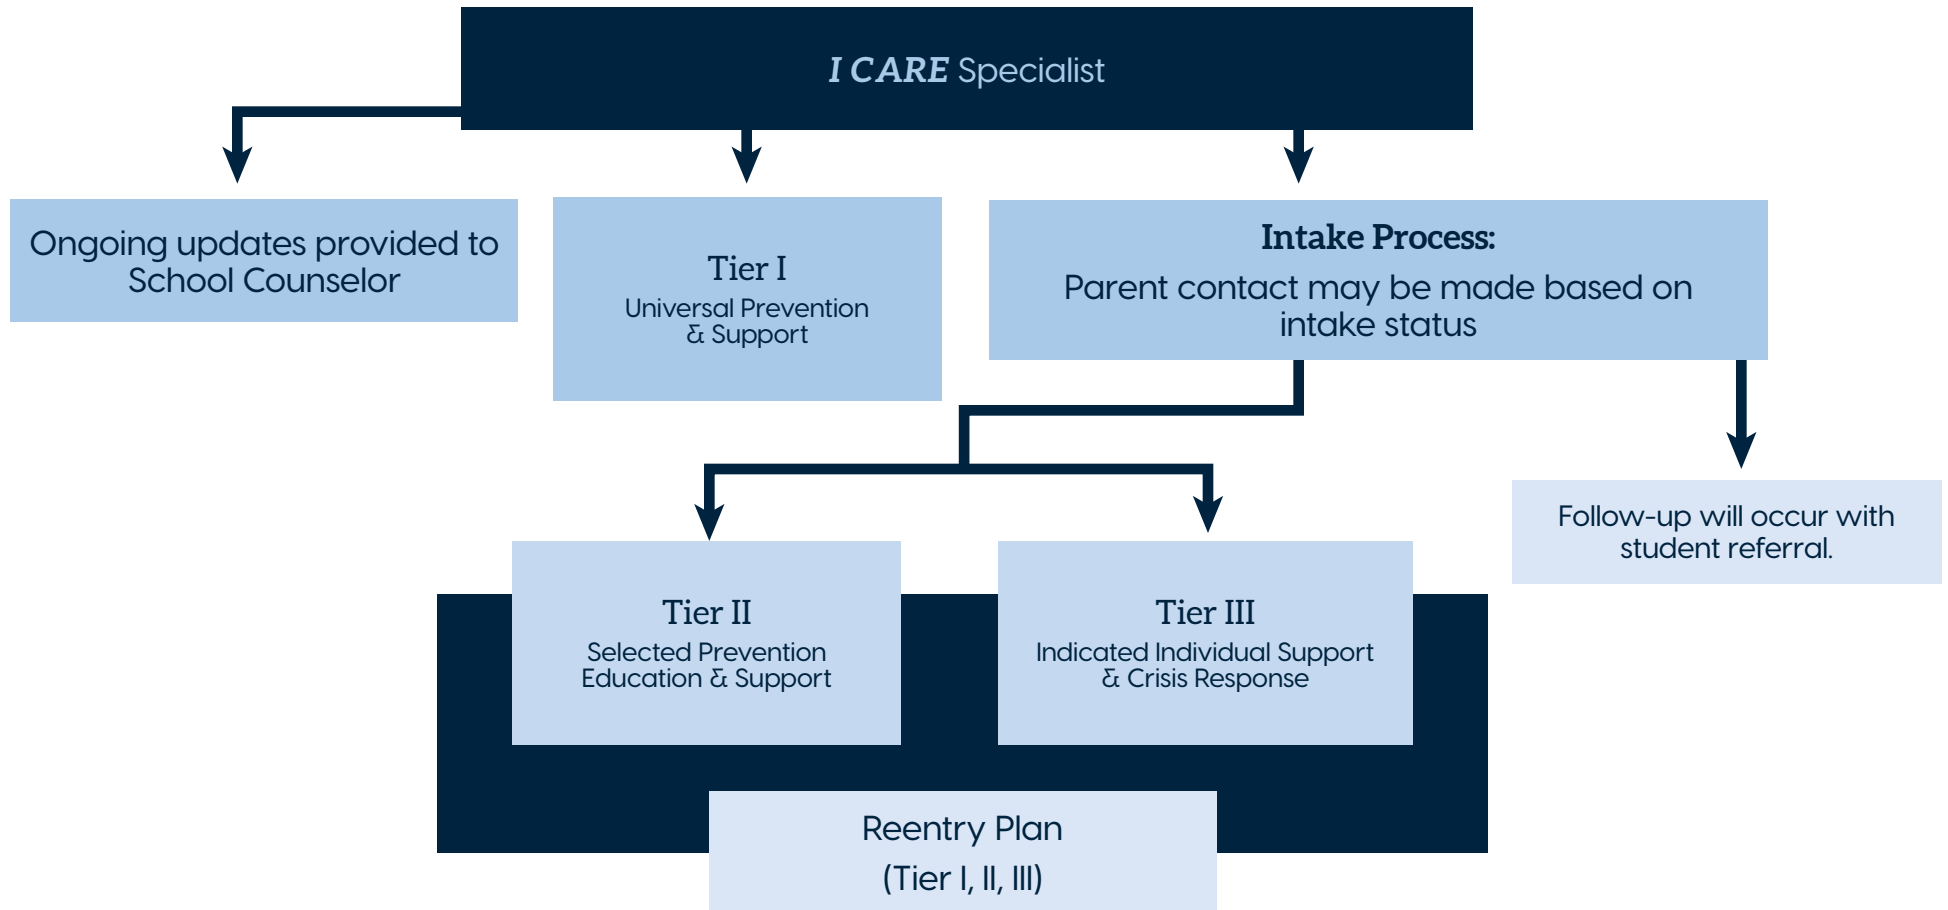 I CARE Specialist
Ongoing updates provided to
School Counselor
Tier I
Universal Prevention
& Support
Intake Process:
Parent contact may be made based on
intake status
Follow-up will occur with
student referral.
Tier II
Selected Prevention
Education & Support
Tier III
Indicated Individual Support
& Crisis Response
Reentry Plan
(Tier I, II, III)